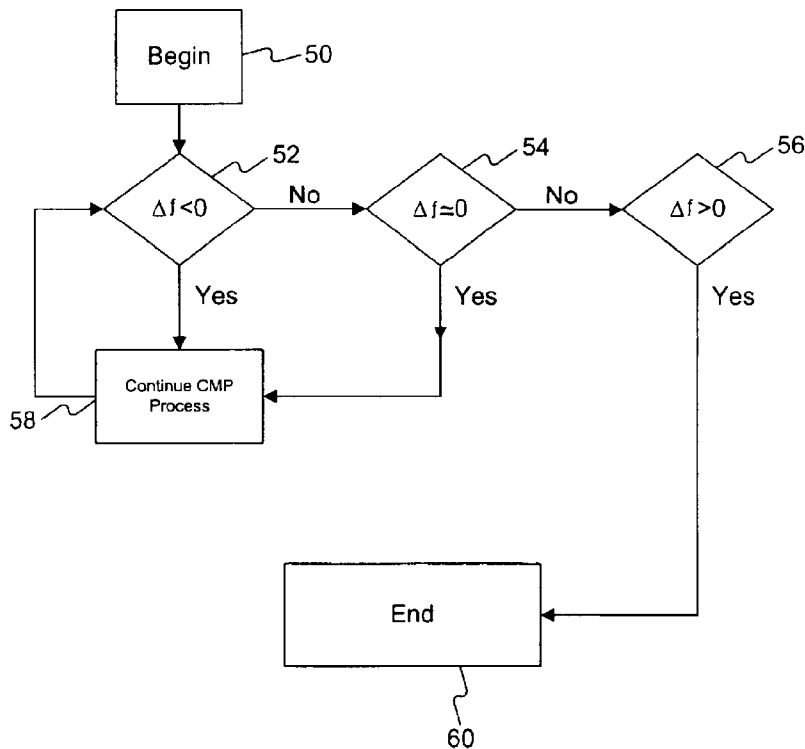 Begin
50
52
54
56
Δf<0
No
Δf≃0
No
Δf>0
Yes
Yes
Yes
Continue CMP
Process
58
End
60